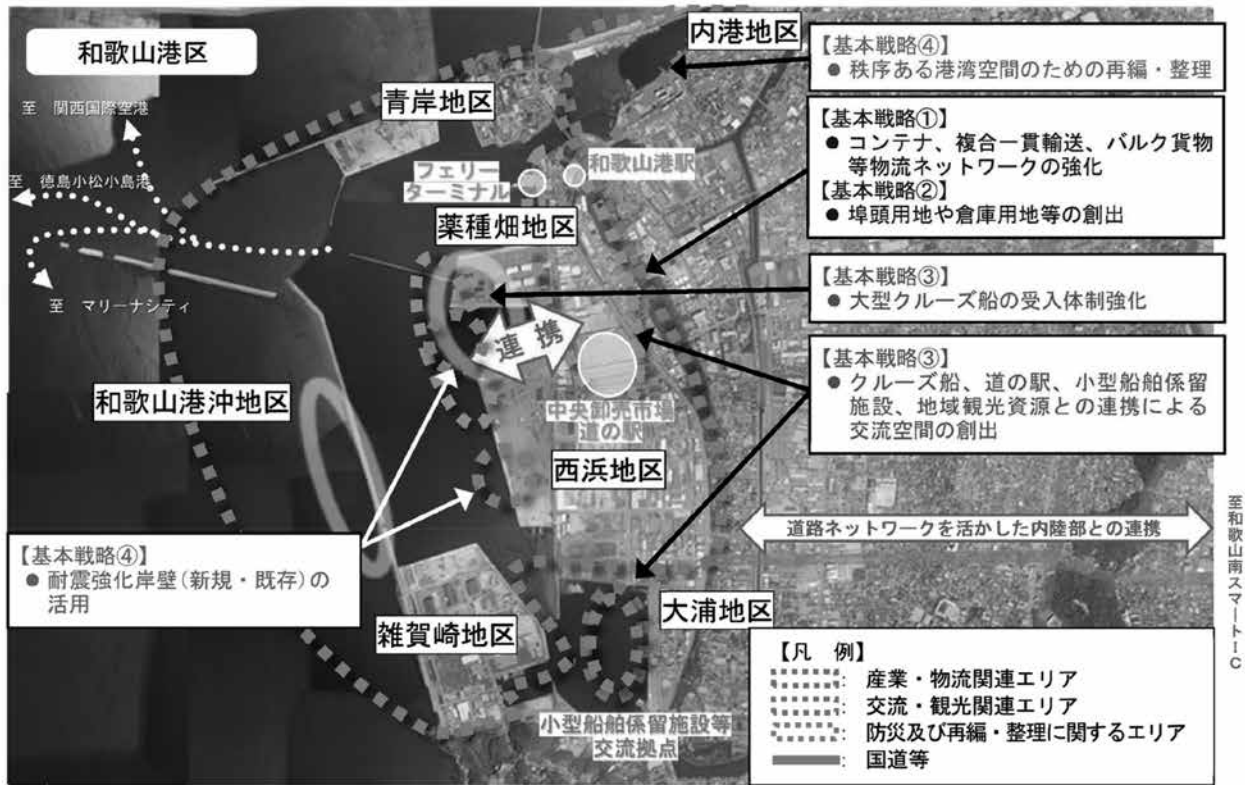 和歌山港区
内港地区
【基本戦略④】
● 秩序ある港湾空間のための再編・整理
至 関西国際空港
青岸地区
【基本戦略①】
● コンテナ、複合一貫輸送、バルク貨物
等物流ネットワークの強化
【基本戦略②】
● 埠頭用地や倉庫用地等の創出
和歌山港駅
フェリー
ターミナル
至 徳島小松小島港
薬種畑地区
【基本戦略③】
● 大型クルーズ船の受入体制強化
至 マリーナシティ
連携
【基本戦略③】
● クルーズ船、道の駅、小型船舶係留
施設、地域観光資源との連携による
交流空間の創出
和歌山港沖地区
中央卸売市場
道の駅
西浜地区
道路ネットワークを活かした内陸部との連携
至和歌山南スマートIC
【基本戦略④】
● 耐震強化岸壁(新規・既存)の
活用
大浦地区
雑賀崎地区
小型船舶係留施設等
交流拠点
【凡 例】
: 産業・物流関連エリア
: 交流・観光関連エリア
: 防災及び再編・整理に関するエリア
: 国道等